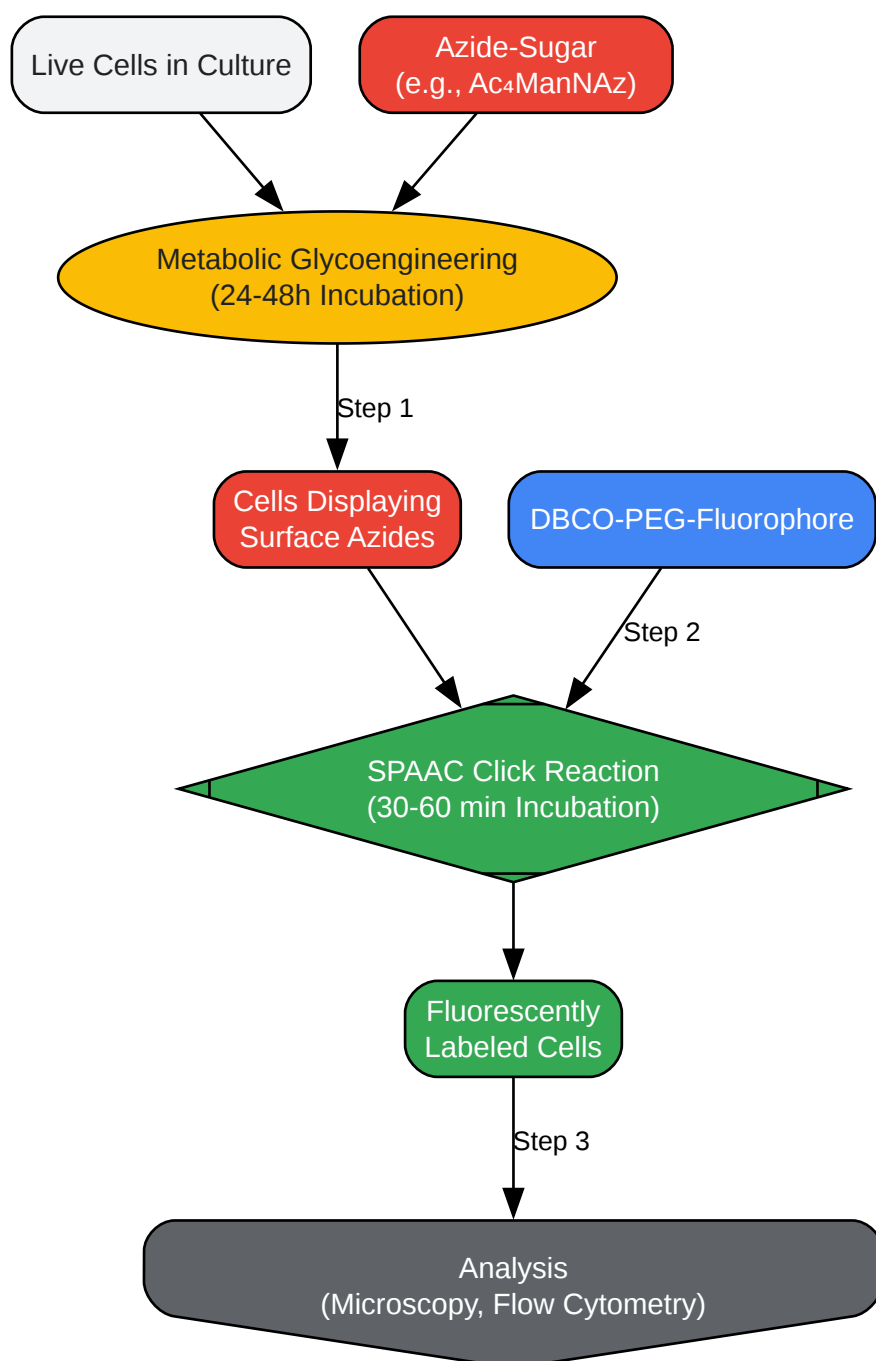 Live Cells in Culture
Azide-Sugar
(e.g., Ac₄ManNAz)
Metabolic Glycoengineering
(24-48h Incubation)
Step 1
Cells Displaying
Surface Azides
DBCO-PEG-Fluorophore
Step 2
SPAAC Click Reaction
(30-60 min Incubation)
Fluorescently
Labeled Cells
Step 3
Analysis
(Microscopy, Flow Cytometry)